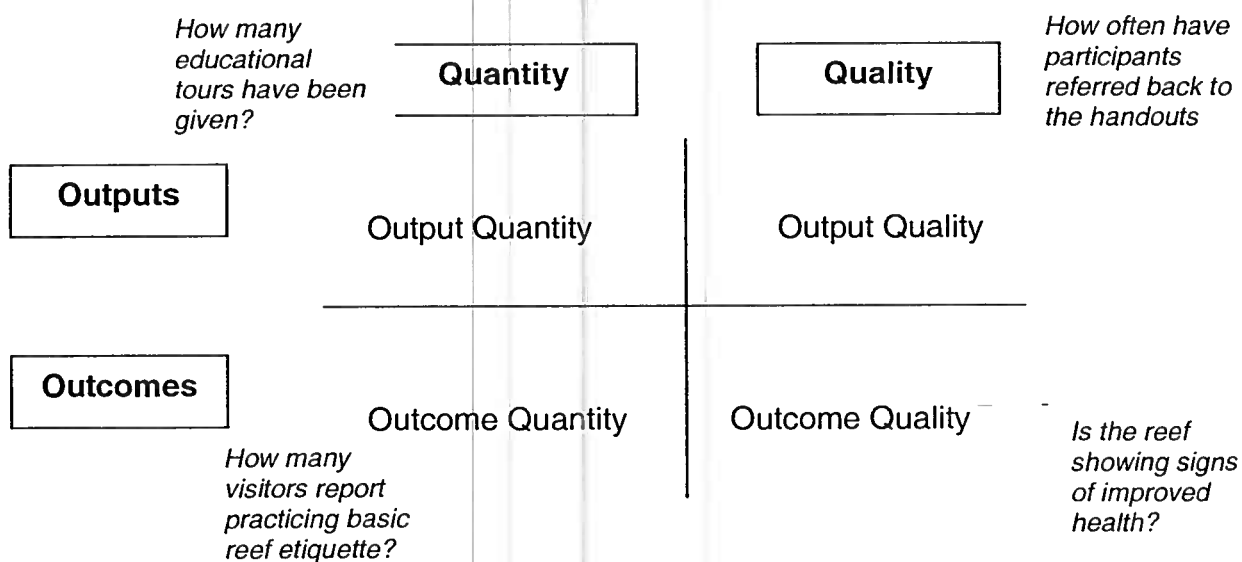 How many
educational
tours have been
given?
Quantity
Quality
How often have
participants
referred back to
the handouts
Outputs
Output Quantity
Output Quality
Outcomes
Outcome Quantity
Outcome Quality
How many
visitors report
practicing basic
reef etiquette?
Is the reef
showing signs
of improved
health?